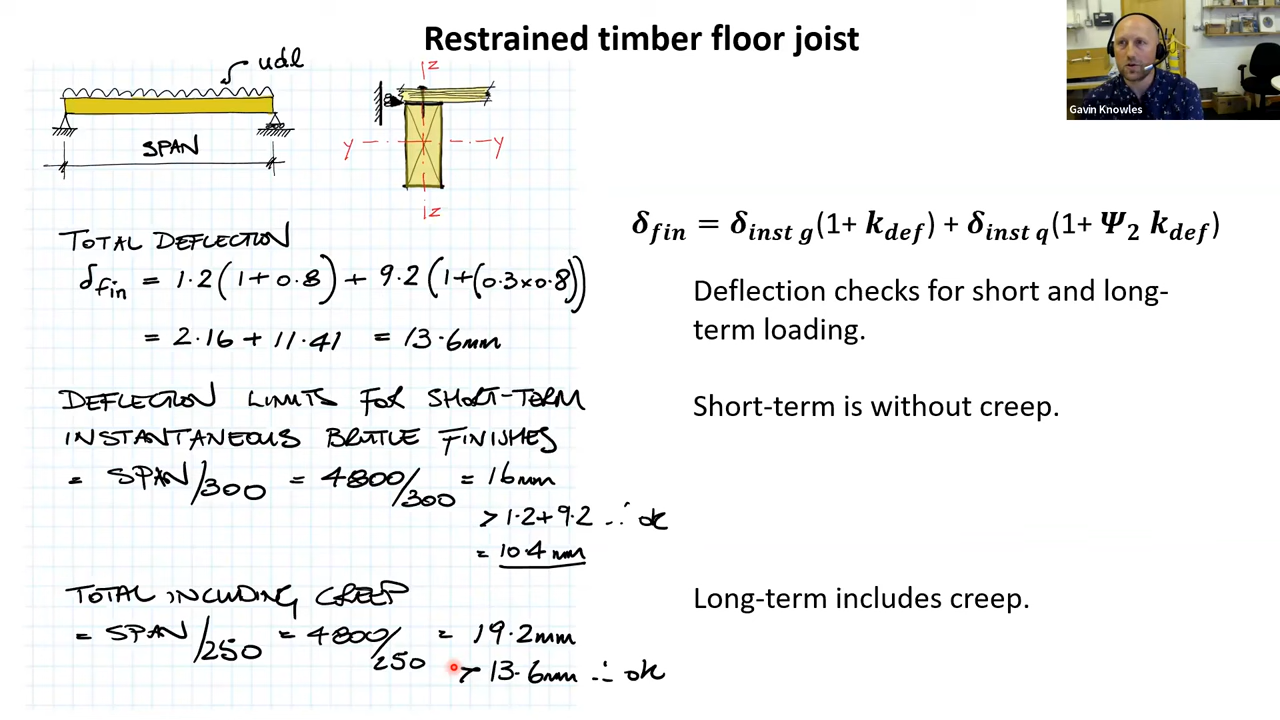 Restrained timber floor joist
Gavin Knowles
udl
SPAN
z
y y
z
δfin = δinst g(1+ kdef) + δinst q(1+ Ψ2 kdef)
TOTAL DEFLECTION
δfin = 1.2(1+0.8) + 9.2(1+(0.3x0.8))
= 2.16 + 11.41 = 13.6mm
Deflection checks for short and long-
term loading.
DEFLECTION LIMITS FOR SHORT-TERM
INSTANTANEOUS BRITTLE FINISHES
= SPAN/300 = 4800/300 = 16mm
> 1.2+9.2 ∴ ok
= 10.4mm
Short-term is without creep.
TOTAL INCLUDING CREEP
= SPAN/250 = 4800/250 = 19.2mm
> 13.6mm ∴ ok
Long-term includes creep.